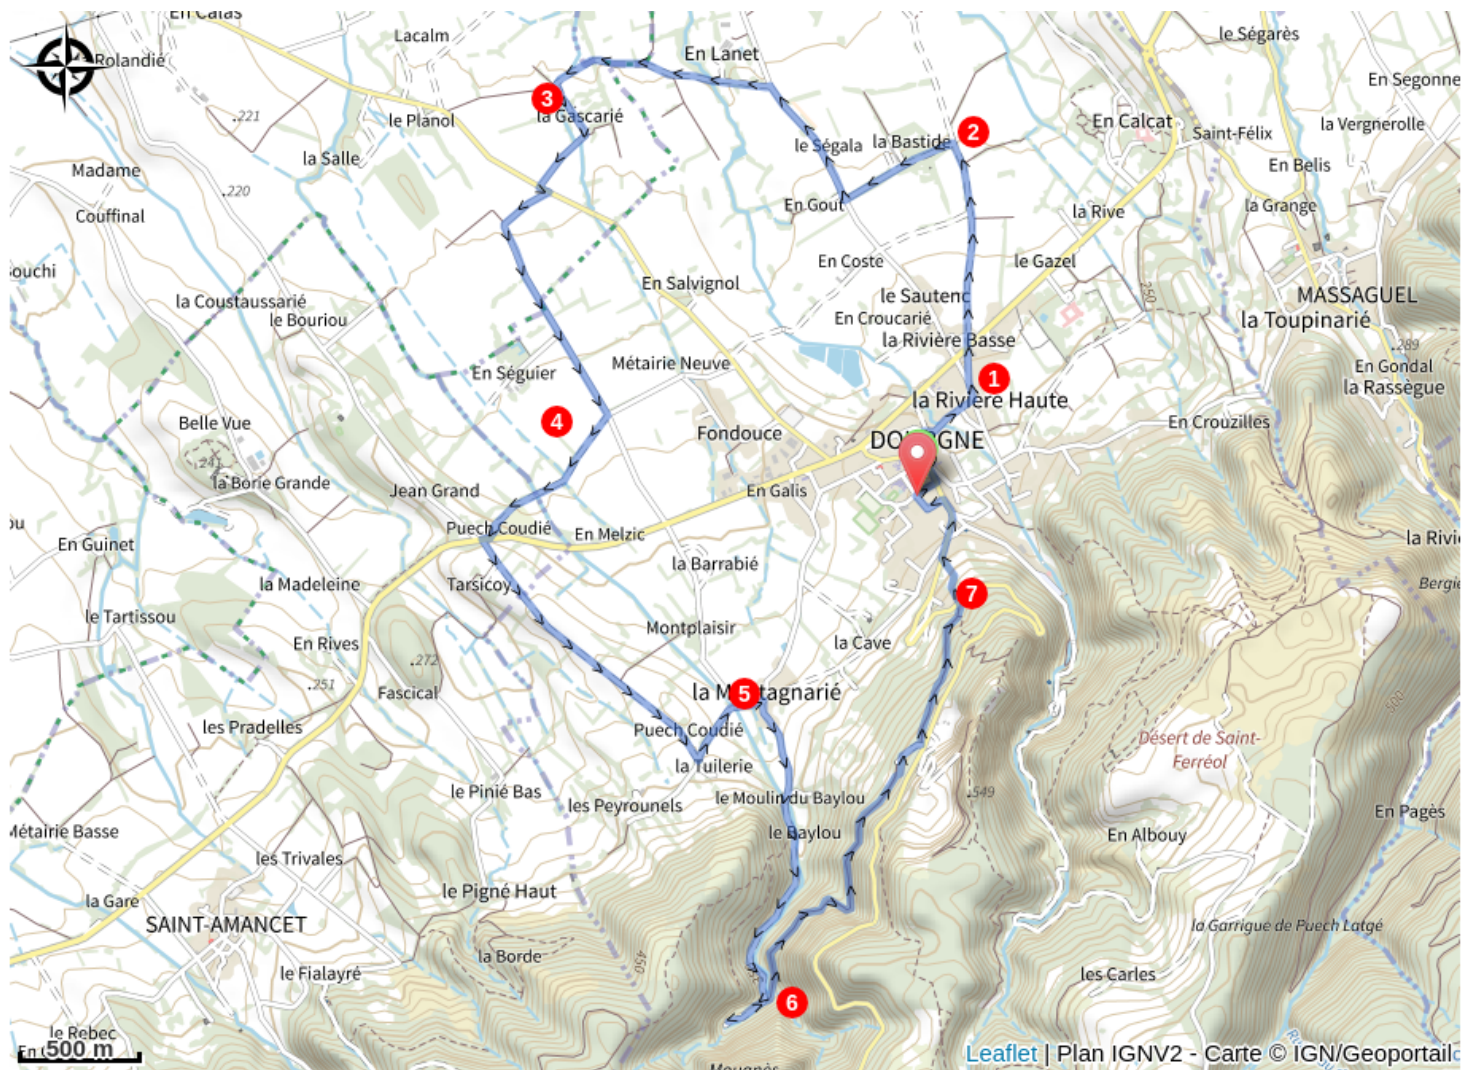 En Calas
le Ségarès
Lacalm
En Lanet
Rolandié
En Segonne
3
la Gascarié
221
le Planol
2
En Calcat
Saint-Félix
la Vergnerolle
le Ségala
la Bastide
la Salle
En Belis
Madame
220
Couffinal
En Gout
la Rive
la Grange
En Coste
le Gazel
En Salvignol
250
la Coustaussarié
le Bouriou
le Sautenc
En Croucarié
MASSAGUEL
la Toupinarié
la Rivière Basse
289
Métairie Neuve
En Séguier
1
En Gondal
la Rassègue
la Rivière Haute
Belle Vue
4
En Crouzilles
Fondouce
241
la Borie Grande
Jean Grand
En Galis
Puech Coudié
En Melzic
En Guinet
la Barrabié
la Madeleine
Tarsicoy
7
le Tartissou
Montplaisir
la Cave
En Rives
272
251
Fascical
5
500
les Pradelles
Puech Coudié
Désert de Saint-
Ferréol
la Tuilerie
le Pinié Bas
les Peyrounels
le Moulin du Baylou
549
En Pagès
Métairie Basse
le Baylou
En Albouy
les Trivales
la Gare
le Pigné Haut
SAINT-AMANCET
la Garrigue de Puech Latgé
la Borde
450
le Fialayré
les Carles
6
le Rebec
500 m
Leaflet | Plan IGNV2 - Carte © IGN/Geoportail